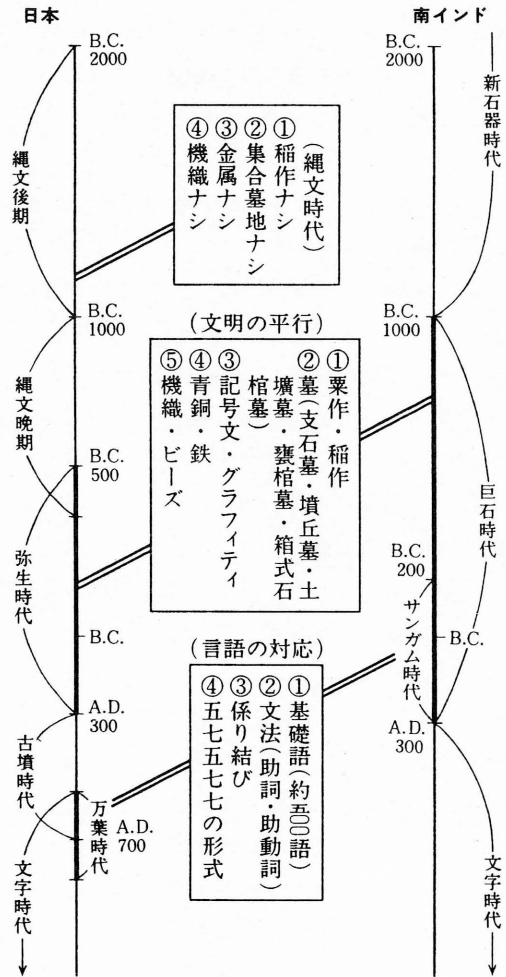 日本
南インド
B.C.
2000
B.C.
2000
新石器時代
縄文後期
(縄文時代)
①稲作ナシ
②集合墓地ナシ
③金属ナシ
④機織ナシ
B.C.
1000
B.C.
1000
(文明の平行)
①粟作・稲作
②墓(支石墓・墳丘墓・土
壙墓・甕棺墓・箱式石
棺墓)
③記号文・グラフィティ
④青銅・鉄
⑤機織・ビーズ
縄文晩期
B.C.
500
巨石時代
弥生時代
B.C.
200
サンガム時代
B.C.
B.C.
(言語の対応)
①基礎語(約五〇〇語)
②文法(助詞・助動詞)
③係り結び
④五七五七七の形式
A.D.
300
A.D.
300
古墳時代
万葉時代
A.D.
700
文字時代
文字時代